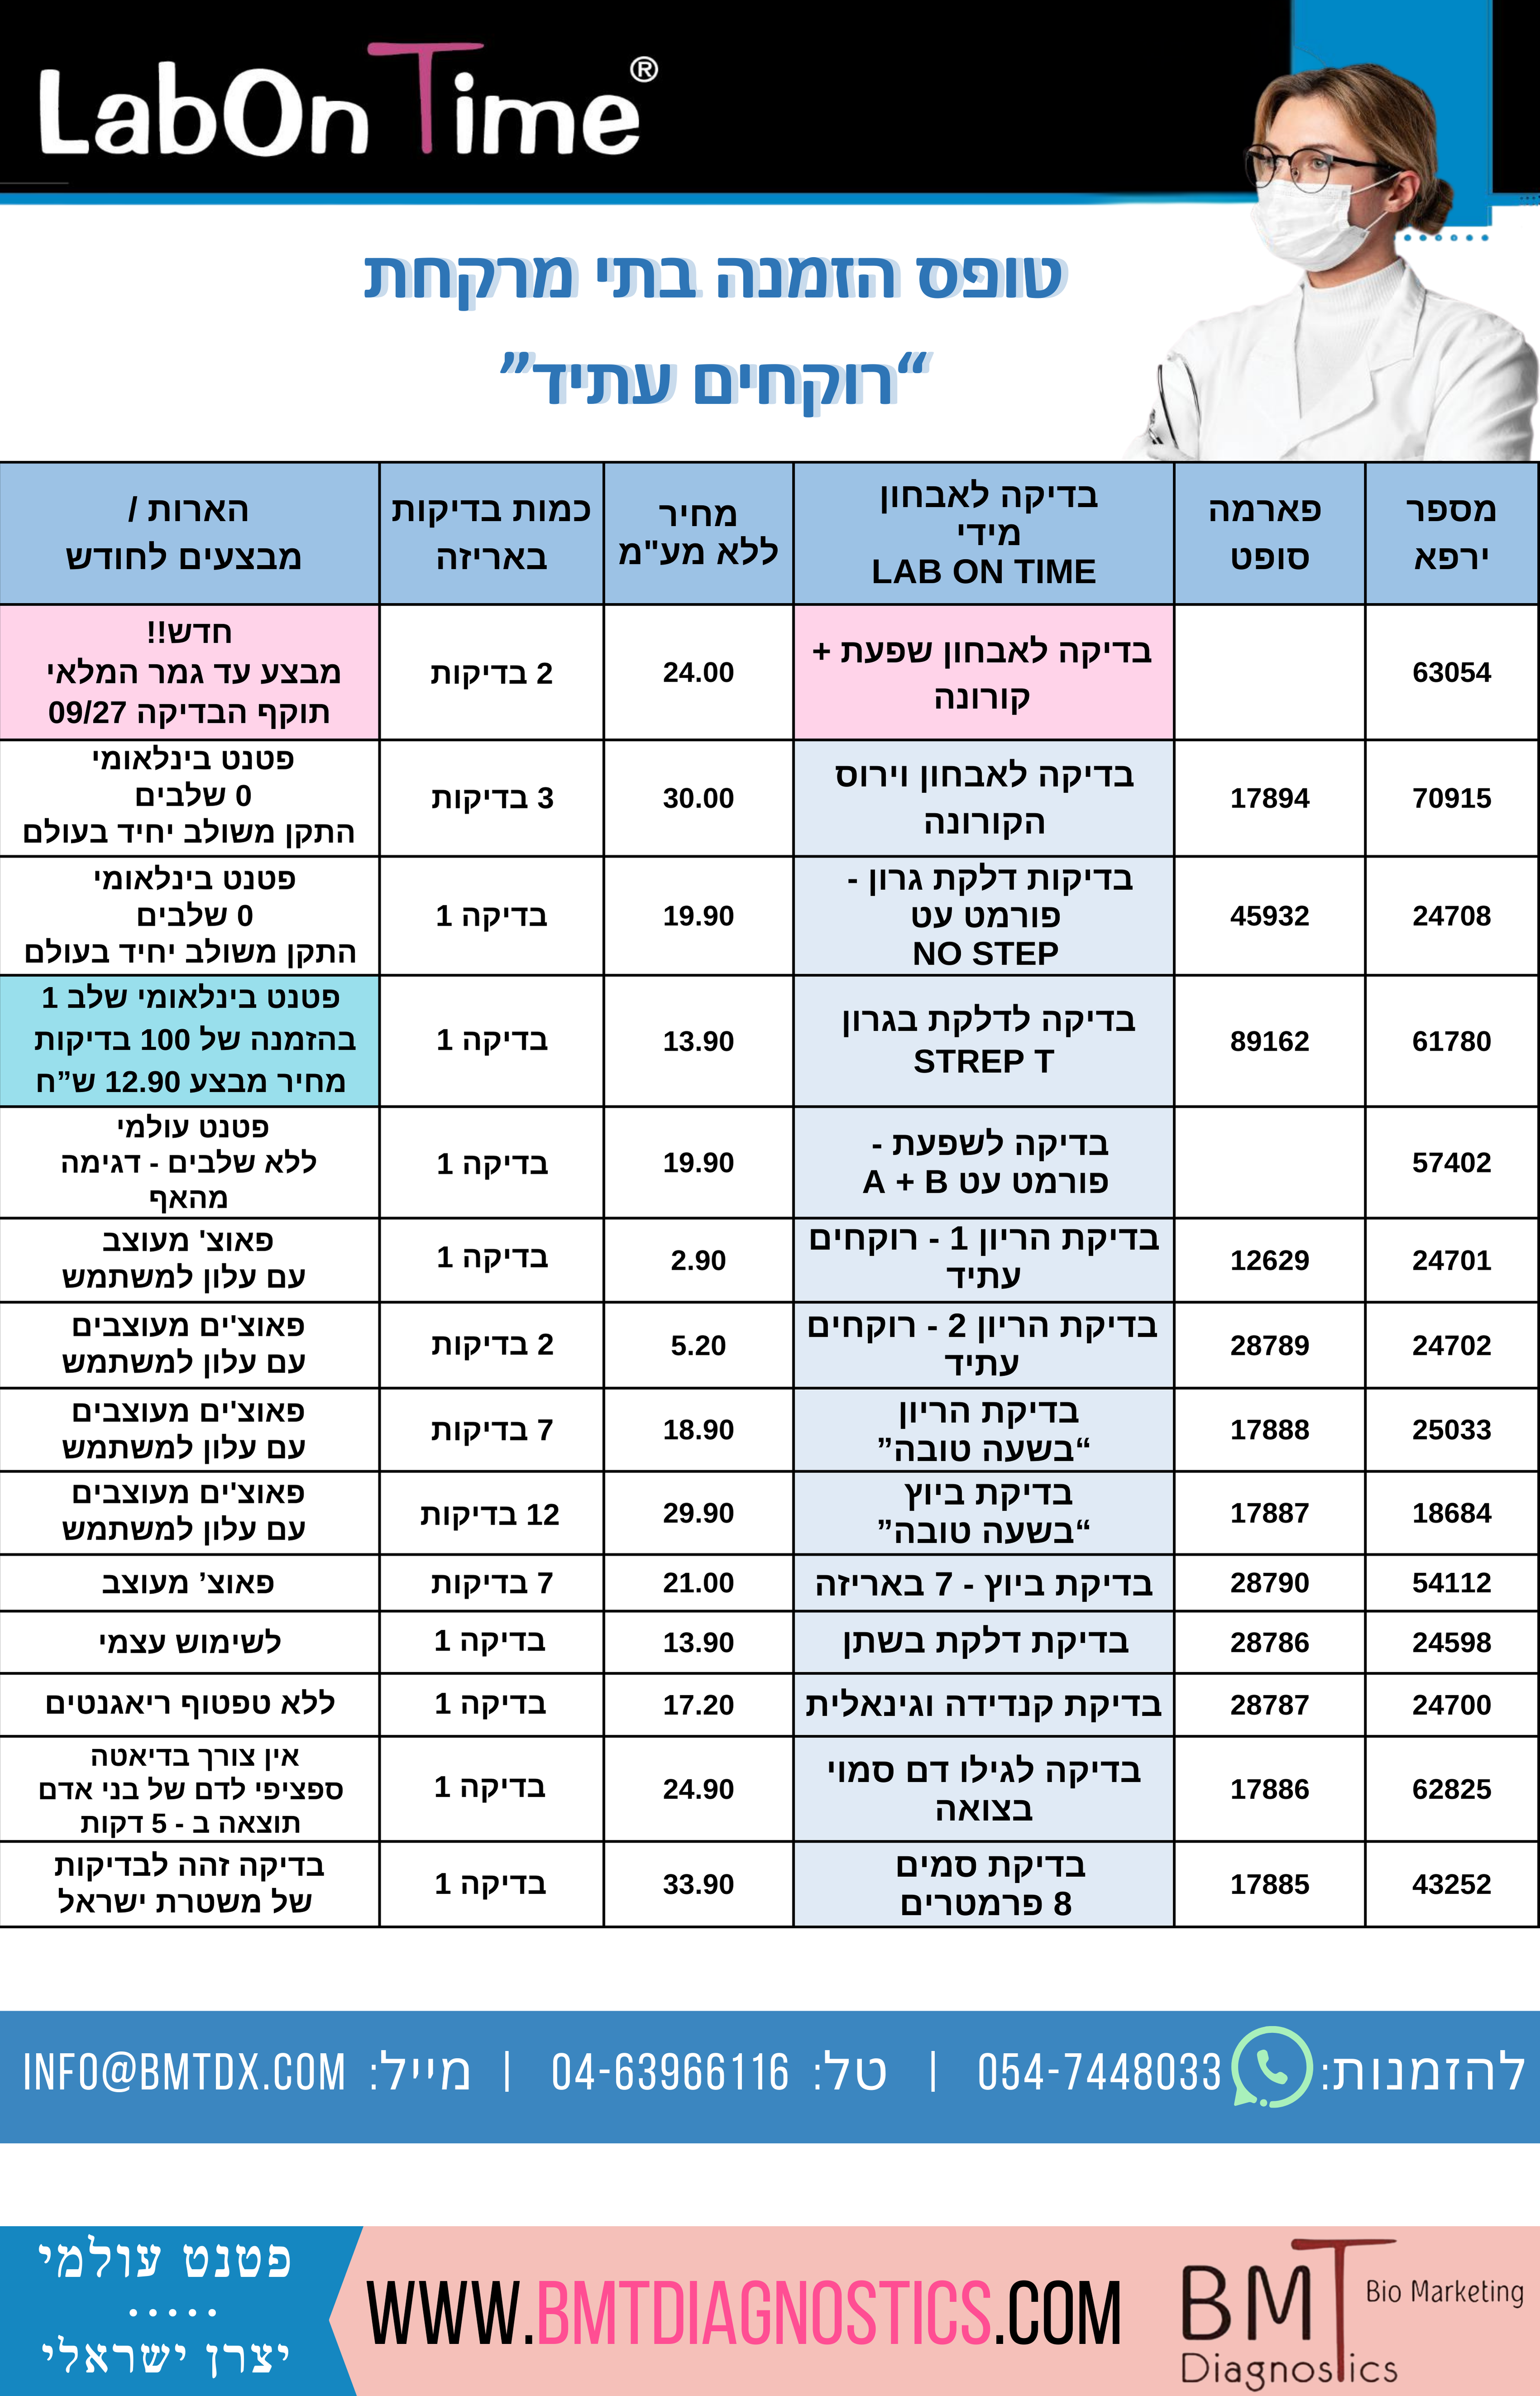 LabOn Time®
טופס הזמנה בתי מרקחת
“רוקחים עתיד”
מספר
ירפא
פארמה
סופט
בדיקה לאבחון
מידי
LAB ON TIME
מחיר
ללא מע"מ
כמות בדיקות
באריזה
הארות /
מבצעים לחודש
63054
בדיקה לאבחון שפעת +
קורונה
24.00
2 בדיקות
חדש!!
מבצע עד גמר המלאי
תוקף הבדיקה 09/27
70915
17894
בדיקה לאבחון וירוס
הקורונה
30.00
3 בדיקות
פטנט בינלאומי
0 שלבים
התקן משולב יחיד בעולם
24708
45932
בדיקות דלקת גרון -
פורמט עט
NO STEP
19.90
בדיקה 1
פטנט בינלאומי
0 שלבים
התקן משולב יחיד בעולם
61780
89162
בדיקה לדלקת בגרון
STREP T
13.90
בדיקה 1
פטנט בינלאומי שלב 1
בהזמנה של 100 בדיקות
מחיר מבצע 12.90 ש”ח
57402
בדיקה לשפעת -
פורמט עט A + B
19.90
בדיקה 1
פטנט עולמי
ללא שלבים - דגימה
מהאף
24701
12629
בדיקת הריון 1 - רוקחים
עתיד
2.90
בדיקה 1
פאוצ' מעוצב
עם עלון למשתמש
24702
28789
בדיקת הריון 2 - רוקחים
עתיד
5.20
2 בדיקות
פאוצ'ים מעוצבים
עם עלון למשתמש
25033
17888
בדיקת הריון
“בשעה טובה”
18.90
7 בדיקות
פאוצ'ים מעוצבים
עם עלון למשתמש
18684
17887
בדיקת ביוץ
“בשעה טובה”
29.90
12 בדיקות
פאוצ'ים מעוצבים
עם עלון למשתמש
54112
28790
בדיקת ביוץ - 7 באריזה
21.00
7 בדיקות
פאוצ’ מעוצב
24598
28786
בדיקת דלקת בשתן
13.90
בדיקה 1
לשימוש עצמי
24700
28787
בדיקת קנדידה וגינאלית
17.20
בדיקה 1
ללא טפטוף ריאגנטים
62825
17886
בדיקה לגילו דם סמוי
בצואה
24.90
בדיקה 1
אין צורך בדיאטה
ספציפי לדם של בני אדם
תוצאה ב - 5 דקות
43252
17885
בדיקת סמים
8 פרמטרים
33.90
בדיקה 1
בדיקה זהה לבדיקות
של משטרת ישראל
להזמנות: 054-7448033 | טל: 04-63966116 | מייל: INFO@BMTDX.COM
פטנט עולמי
יצרן ישראלי
WWW.BMTDIAGNOSTICS.COM
BMT Bio Marketing
Diagnostics